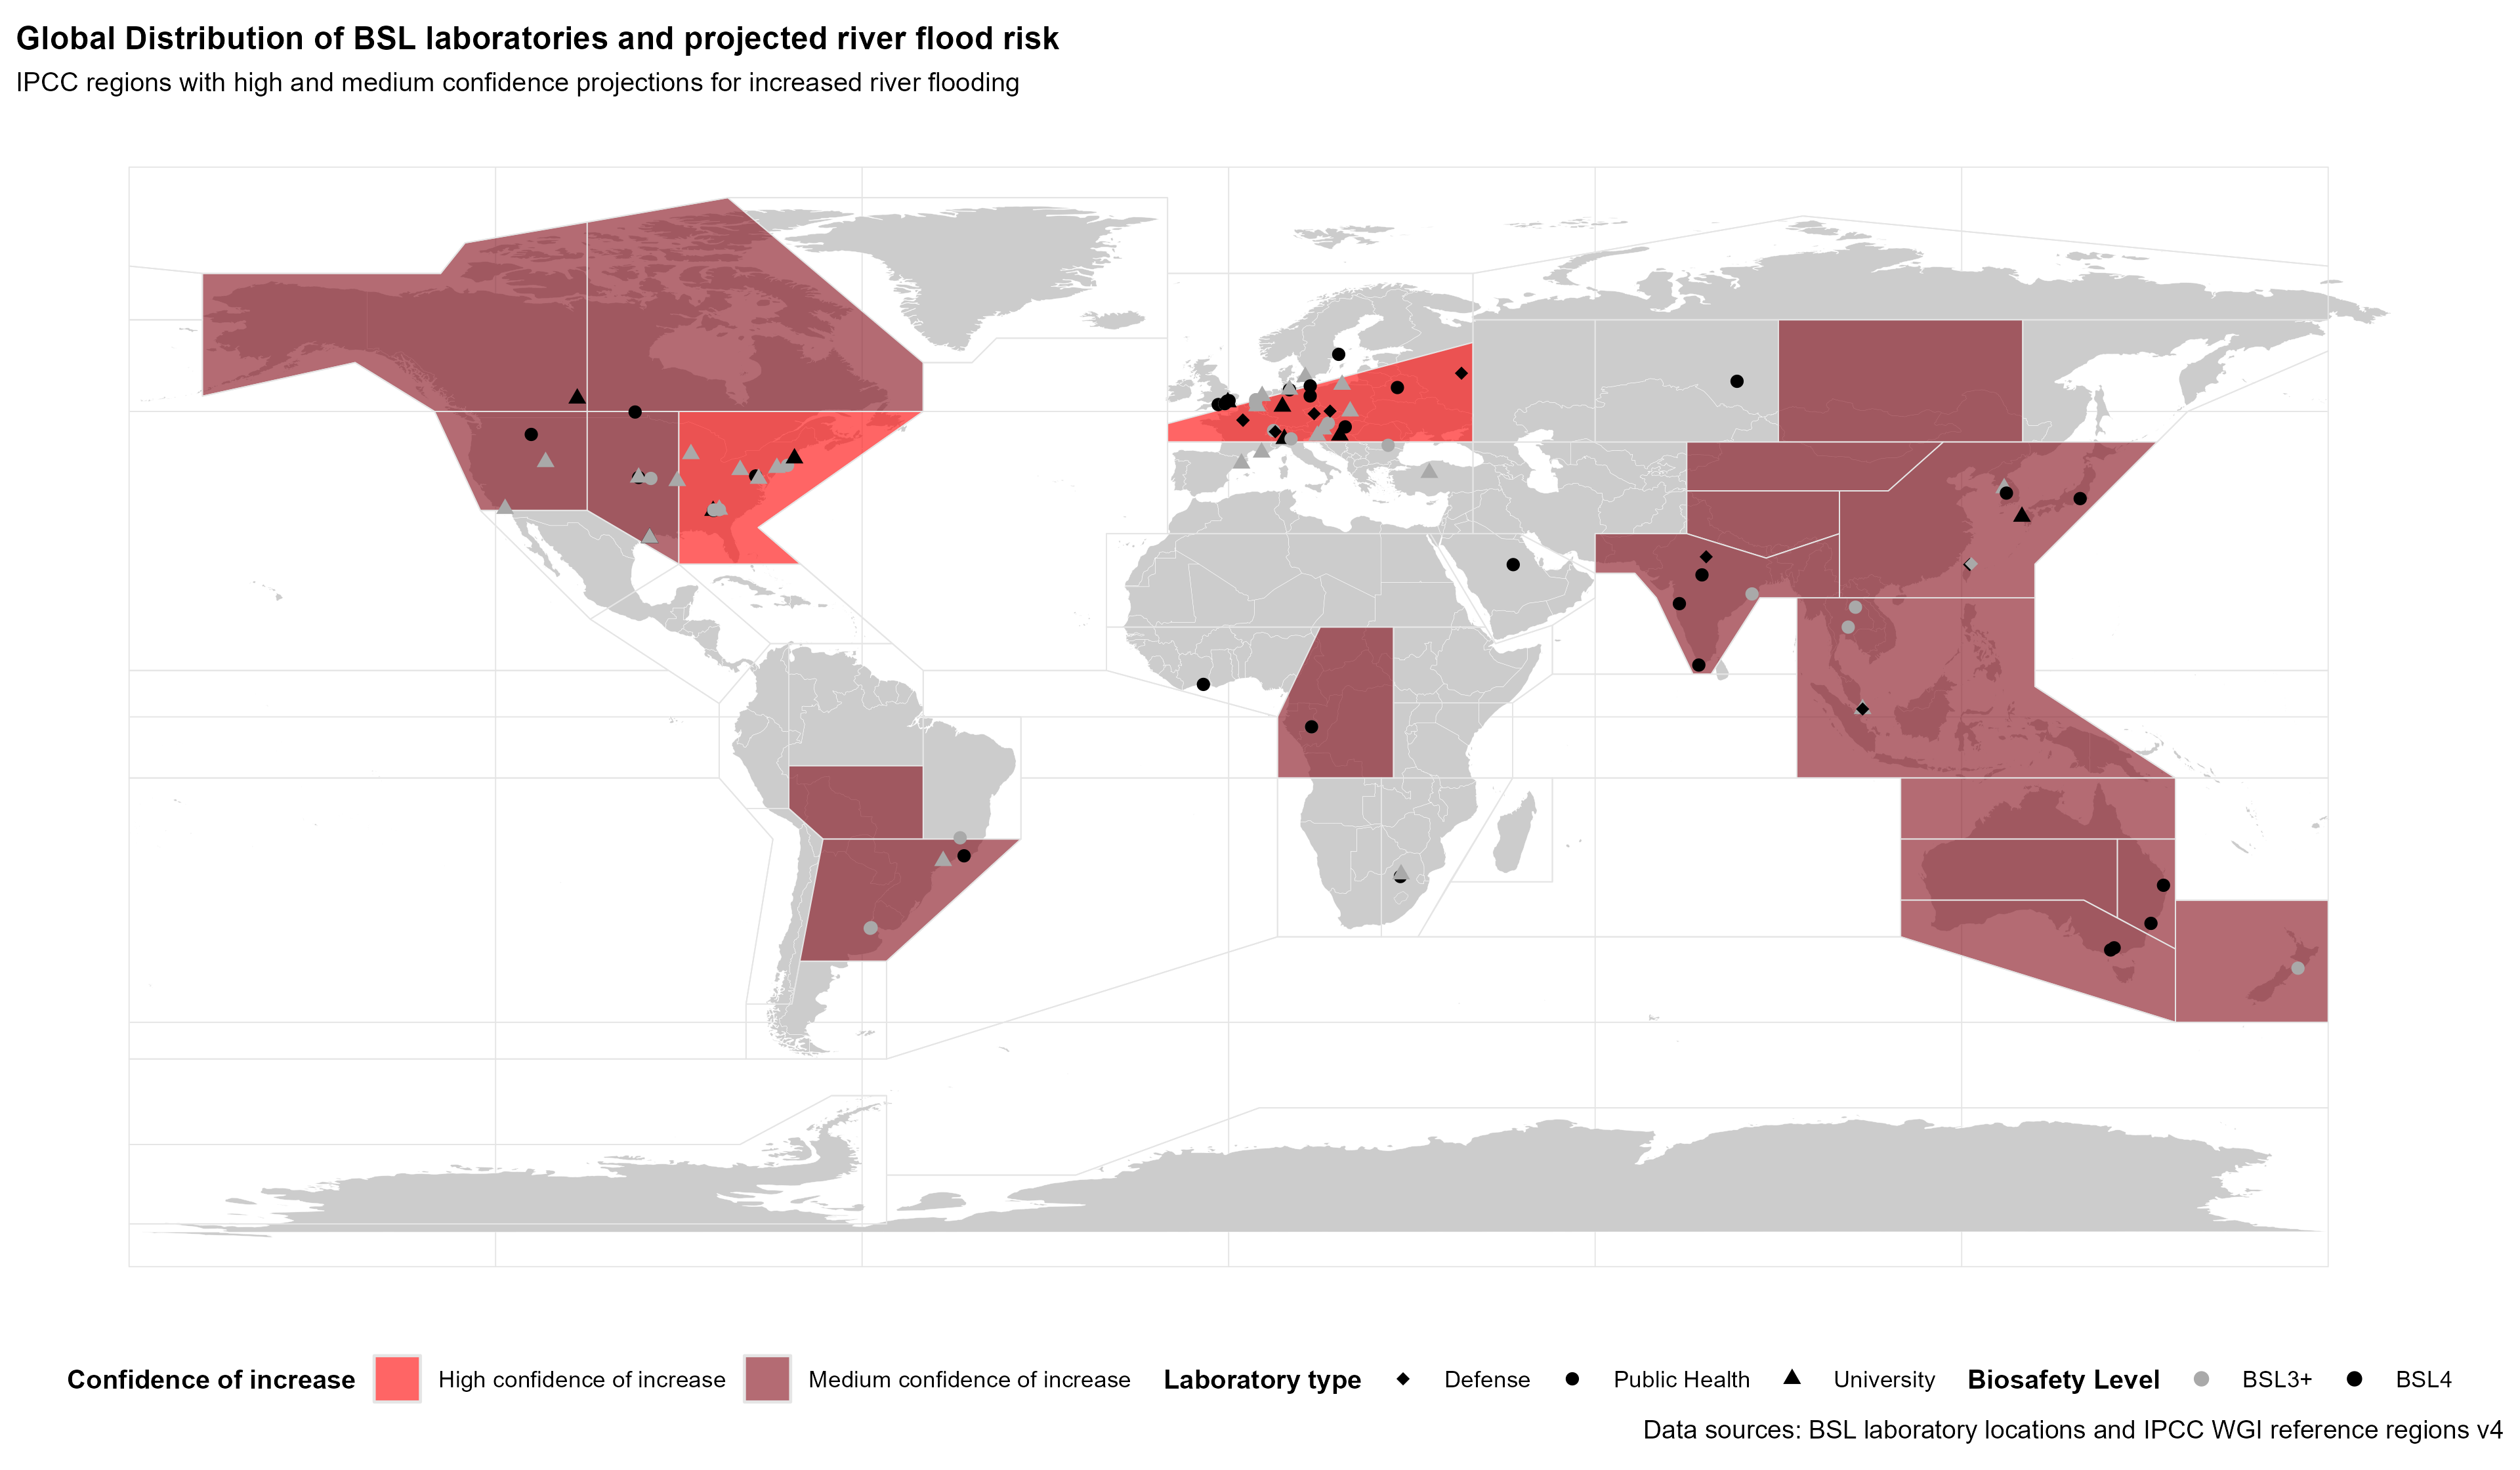 Global Distribution of BSL laboratories and projected river flood risk
IPCC regions with high and medium confidence projections for increased river flooding
Confidence of increase High confidence of increase Medium confidence of increase Laboratory type Defense Public Health University Biosafety Level BSL3+ BSL4
Data sources: BSL laboratory locations and IPCC WGI reference regions v4